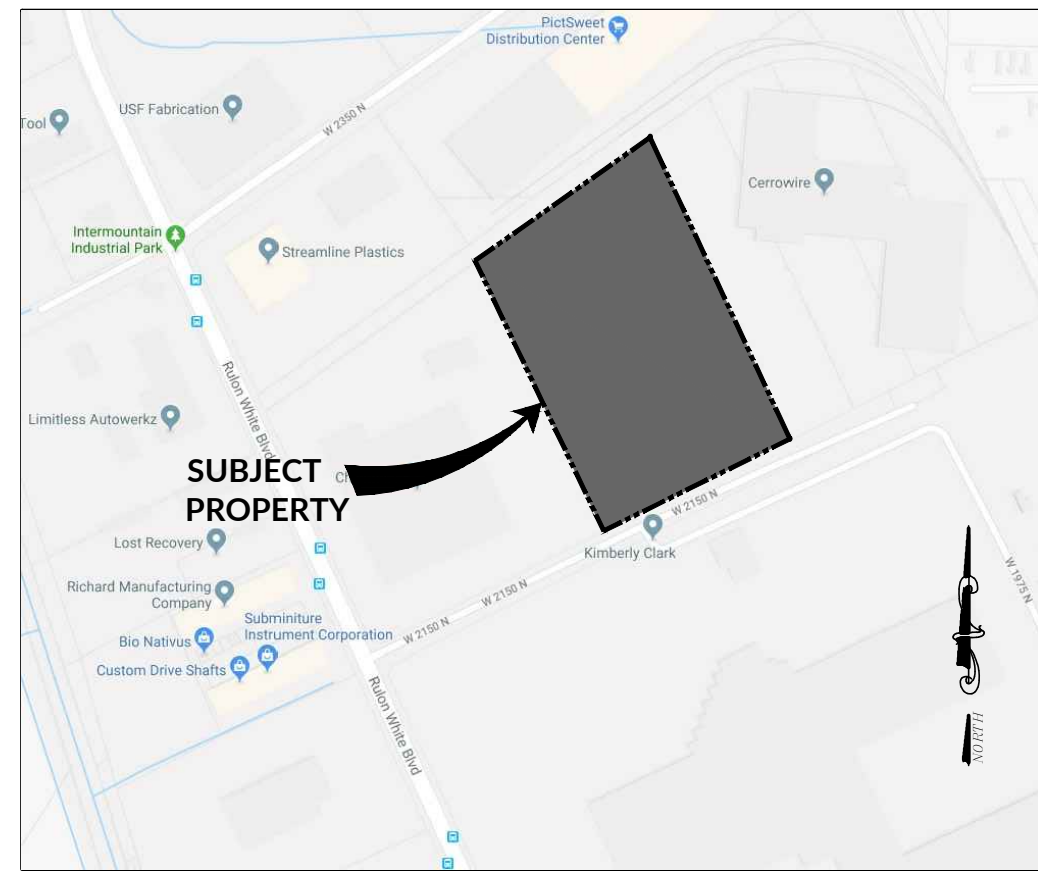 PictSweet
Distribution Center
USF Fabrication
Tool
W 2350 N
Cerrowire
Intermountain
Industrial Park
Streamline Plastics
Rulon White Blvd
Limitless Autowerkz
SUBJECT
PROPERTY
W 2150 N
Lost Recovery
Kimberly Clark
W 1975 N
Richard Manufacturing
Company
W 2150 N
Subminiture
Instrument Corporation
Bio Nativus
W 2150 N
Custom Drive Shafts
Rulon White Blvd
NORTH